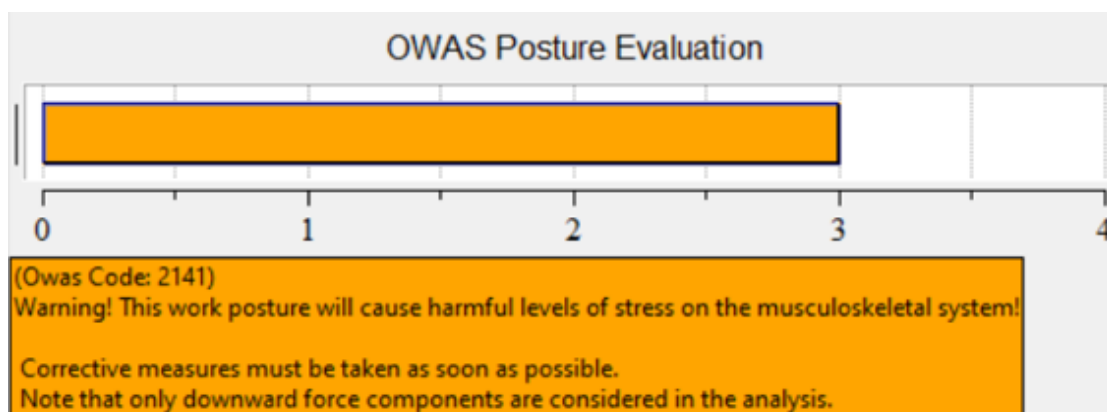 OWAS Posture Evaluation
0 1 2 3 4
(Owas Code: 2141)
Warning! This work posture will cause harmful levels of stress on the musculoskeletal system!
Corrective measures must be taken as soon as possible.
Note that only downward force components are considered in the analysis.